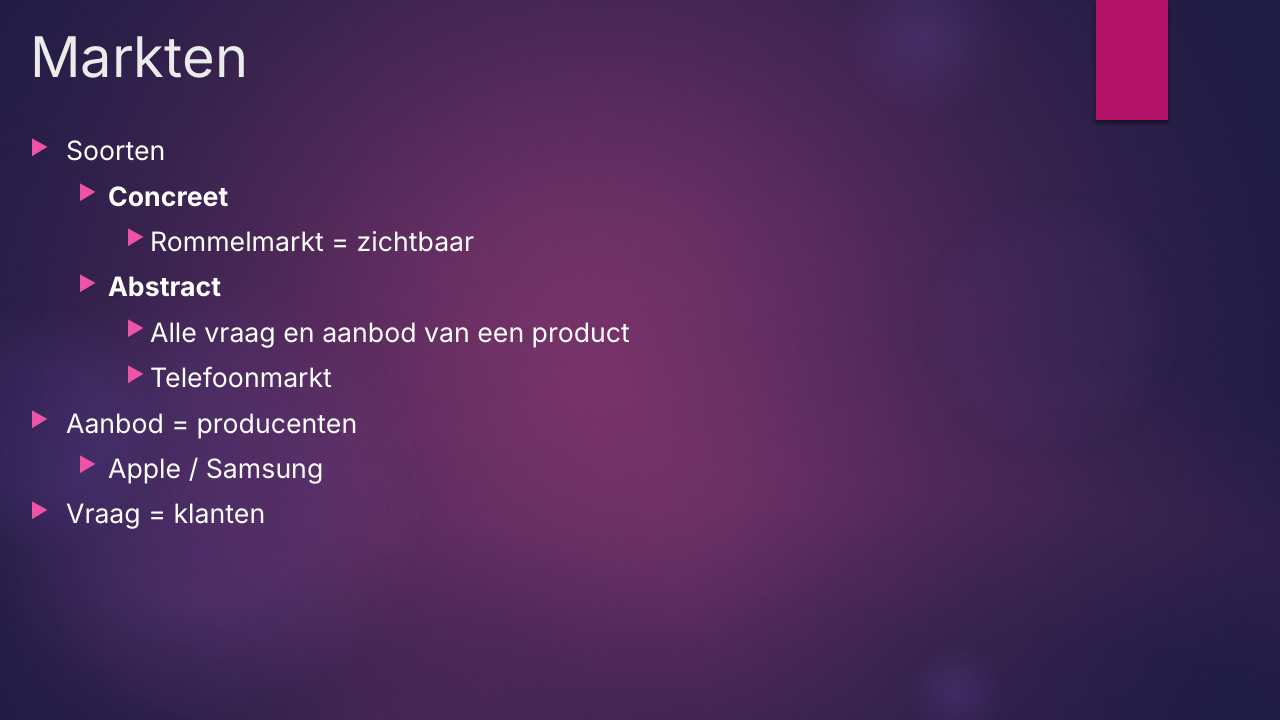 Markten
Soorten
Concreet
Rommelmarkt = zichtbaar
Abstract
Alle vraag en aanbod van een product
Telefoonmarkt
Aanbod = producenten
Apple / Samsung
Vraag = klanten